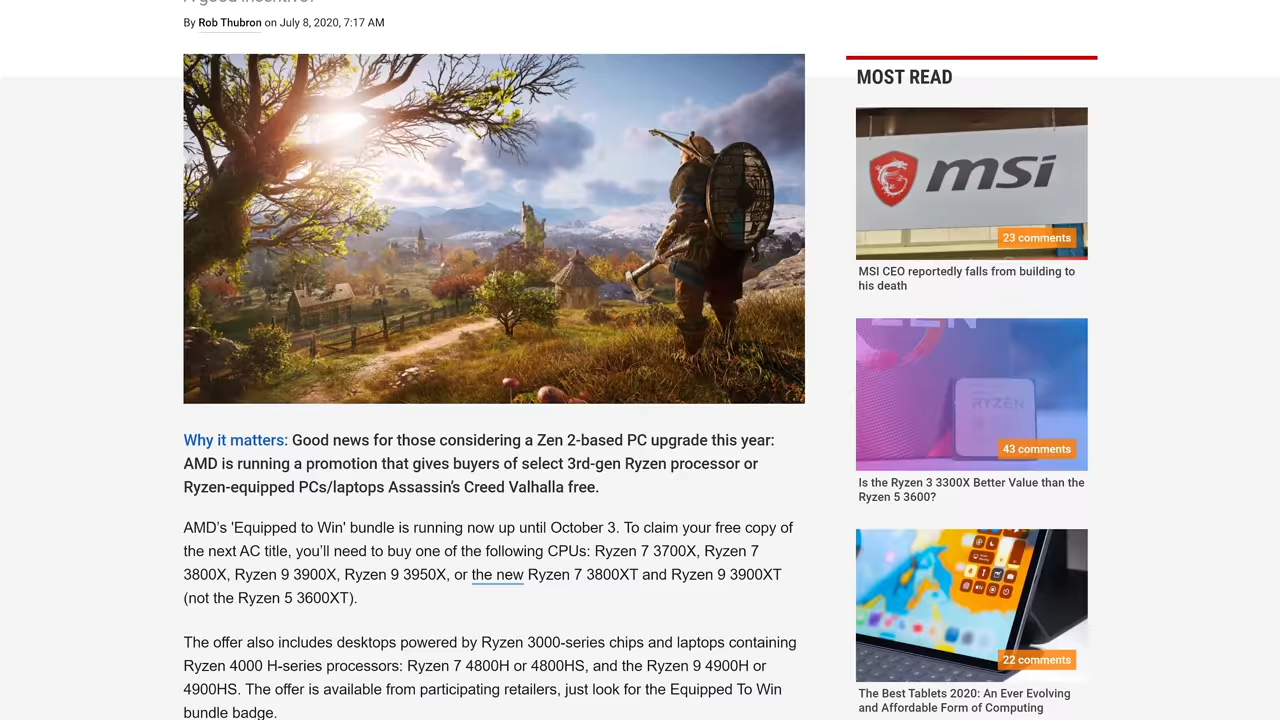 By Rob Thubron on July 8, 2020, 7:17 AM
Why it matters: Good news for those considering a Zen 2-based PC upgrade this year:
AMD is running a promotion that gives buyers of select 3rd-gen Ryzen processor or
Ryzen-equipped PCs/laptops Assassin's Creed Valhalla free.
AMD's 'Equipped to Win' bundle is running now up until October 3. To claim your free copy of
the next AC title, you'll need to buy one of the following CPUs: Ryzen 7 3700X, Ryzen 7
3800X, Ryzen 9 3900X, Ryzen 9 3950X, or the new Ryzen 7 3800XT and Ryzen 9 3900XT
(not the Ryzen 5 3600XT).
The offer also includes desktops powered by Ryzen 3000-series chips and laptops containing
Ryzen 4000 H-series processors: Ryzen 7 4800H or 4800HS, and the Ryzen 9 4900H or
4900HS. The offer is available from participating retailers, just look for the Equipped To Win
bundle badge.
MOST READ
msi
23 comments
MSI CEO reportedly falls from building to
his death
ZEN
RYZEN
43 comments
Is the Ryzen 3 3300X Better Value than the
Ryzen 5 3600?
22 comments
The Best Tablets 2020: An Ever Evolving
and Affordable Form of Computing